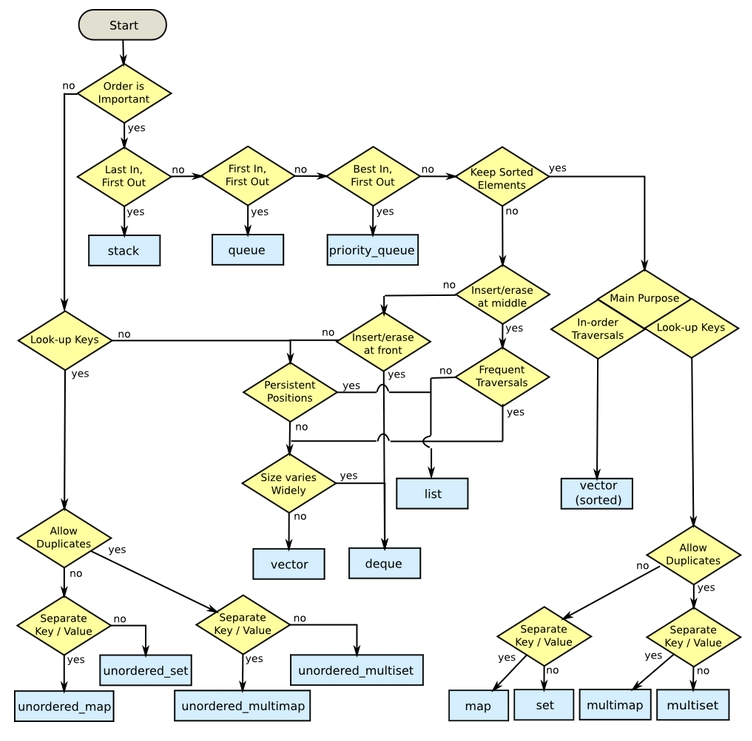 Start
no
Order is
Important
yes
Last In,
First Out
no
First In,
First Out
no
Best In,
First Out
no
Keep Sorted
Elements
yes
yes
yes
yes
no
stack
queue
priority_queue
no
Insert/erase
at middle
Main Purpose
yes
In-order
Traversals
Look-up Keys
Look-up Keys
no
no
Insert/erase
at front
yes
yes
no
Frequent
Traversals
Persistent
Positions
yes
yes
no
Size varies
Widely
yes
no
list
vector
(sorted)
vector
deque
Allow
Duplicates
yes
no
Allow
Duplicates
no
yes
Separate
Key / Value
no
yes
Separate
Key / Value
no
yes
Separate
Key / Value
yes
no
Separate
Key / Value
yes
no
unordered_set
unordered_multiset
unordered_map
unordered_multimap
map
set
multimap
multiset